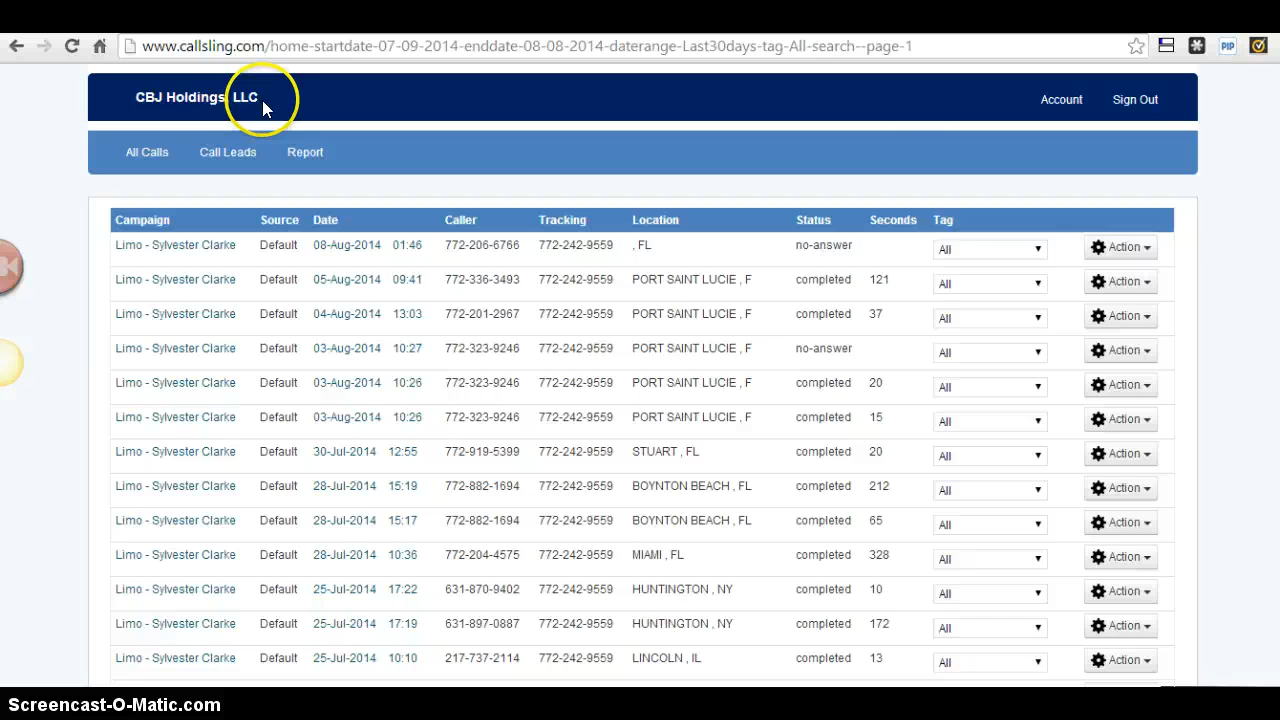 www.callsling.com/home-startdate-07-09-2014-enddate-08-08-2014-daterange-Last30days-tag-All-search--page-1
PIP
CBJ Holdings, LLC Account Sign Out
All Calls Call Leads Report
Campaign Source Date Caller Tracking Location Status Seconds Tag
Limo - Sylvester Clarke Default 08-Aug-2014 01:46 772-206-6766 772-242-9559 , FL no-answer All Action
Limo - Sylvester Clarke Default 05-Aug-2014 09:41 772-336-3493 772-242-9559 PORT SAINT LUCIE , F completed 121 All Action
Limo - Sylvester Clarke Default 04-Aug-2014 13:03 772-201-2967 772-242-9559 PORT SAINT LUCIE , F completed 37 All Action
Limo - Sylvester Clarke Default 03-Aug-2014 10:27 772-323-9246 772-242-9559 PORT SAINT LUCIE , F no-answer All Action
Limo - Sylvester Clarke Default 03-Aug-2014 10:26 772-323-9246 772-242-9559 PORT SAINT LUCIE , F completed 20 All Action
Limo - Sylvester Clarke Default 03-Aug-2014 10:26 772-323-9246 772-242-9559 PORT SAINT LUCIE , F completed 15 All Action
Limo - Sylvester Clarke Default 30-Jul-2014 12:55 772-919-5399 772-242-9559 STUART , FL completed 20 All Action
Limo - Sylvester Clarke Default 28-Jul-2014 15:19 772-882-1694 772-242-9559 BOYNTON BEACH , FL completed 212 All Action
Limo - Sylvester Clarke Default 28-Jul-2014 15:17 772-882-1694 772-242-9559 BOYNTON BEACH , FL completed 65 All Action
Limo - Sylvester Clarke Default 28-Jul-2014 10:36 772-204-4575 772-242-9559 MIAMI , FL completed 328 All Action
Limo - Sylvester Clarke Default 25-Jul-2014 17:22 631-870-9402 772-242-9559 HUNTINGTON , NY completed 10 All Action
Limo - Sylvester Clarke Default 25-Jul-2014 17:19 631-897-0887 772-242-9559 HUNTINGTON , NY completed 172 All Action
Limo - Sylvester Clarke Default 25-Jul-2014 10:10 217-737-2114 772-242-9559 LINCOLN , IL completed 13 All Action
Screencast-O-Matic.com